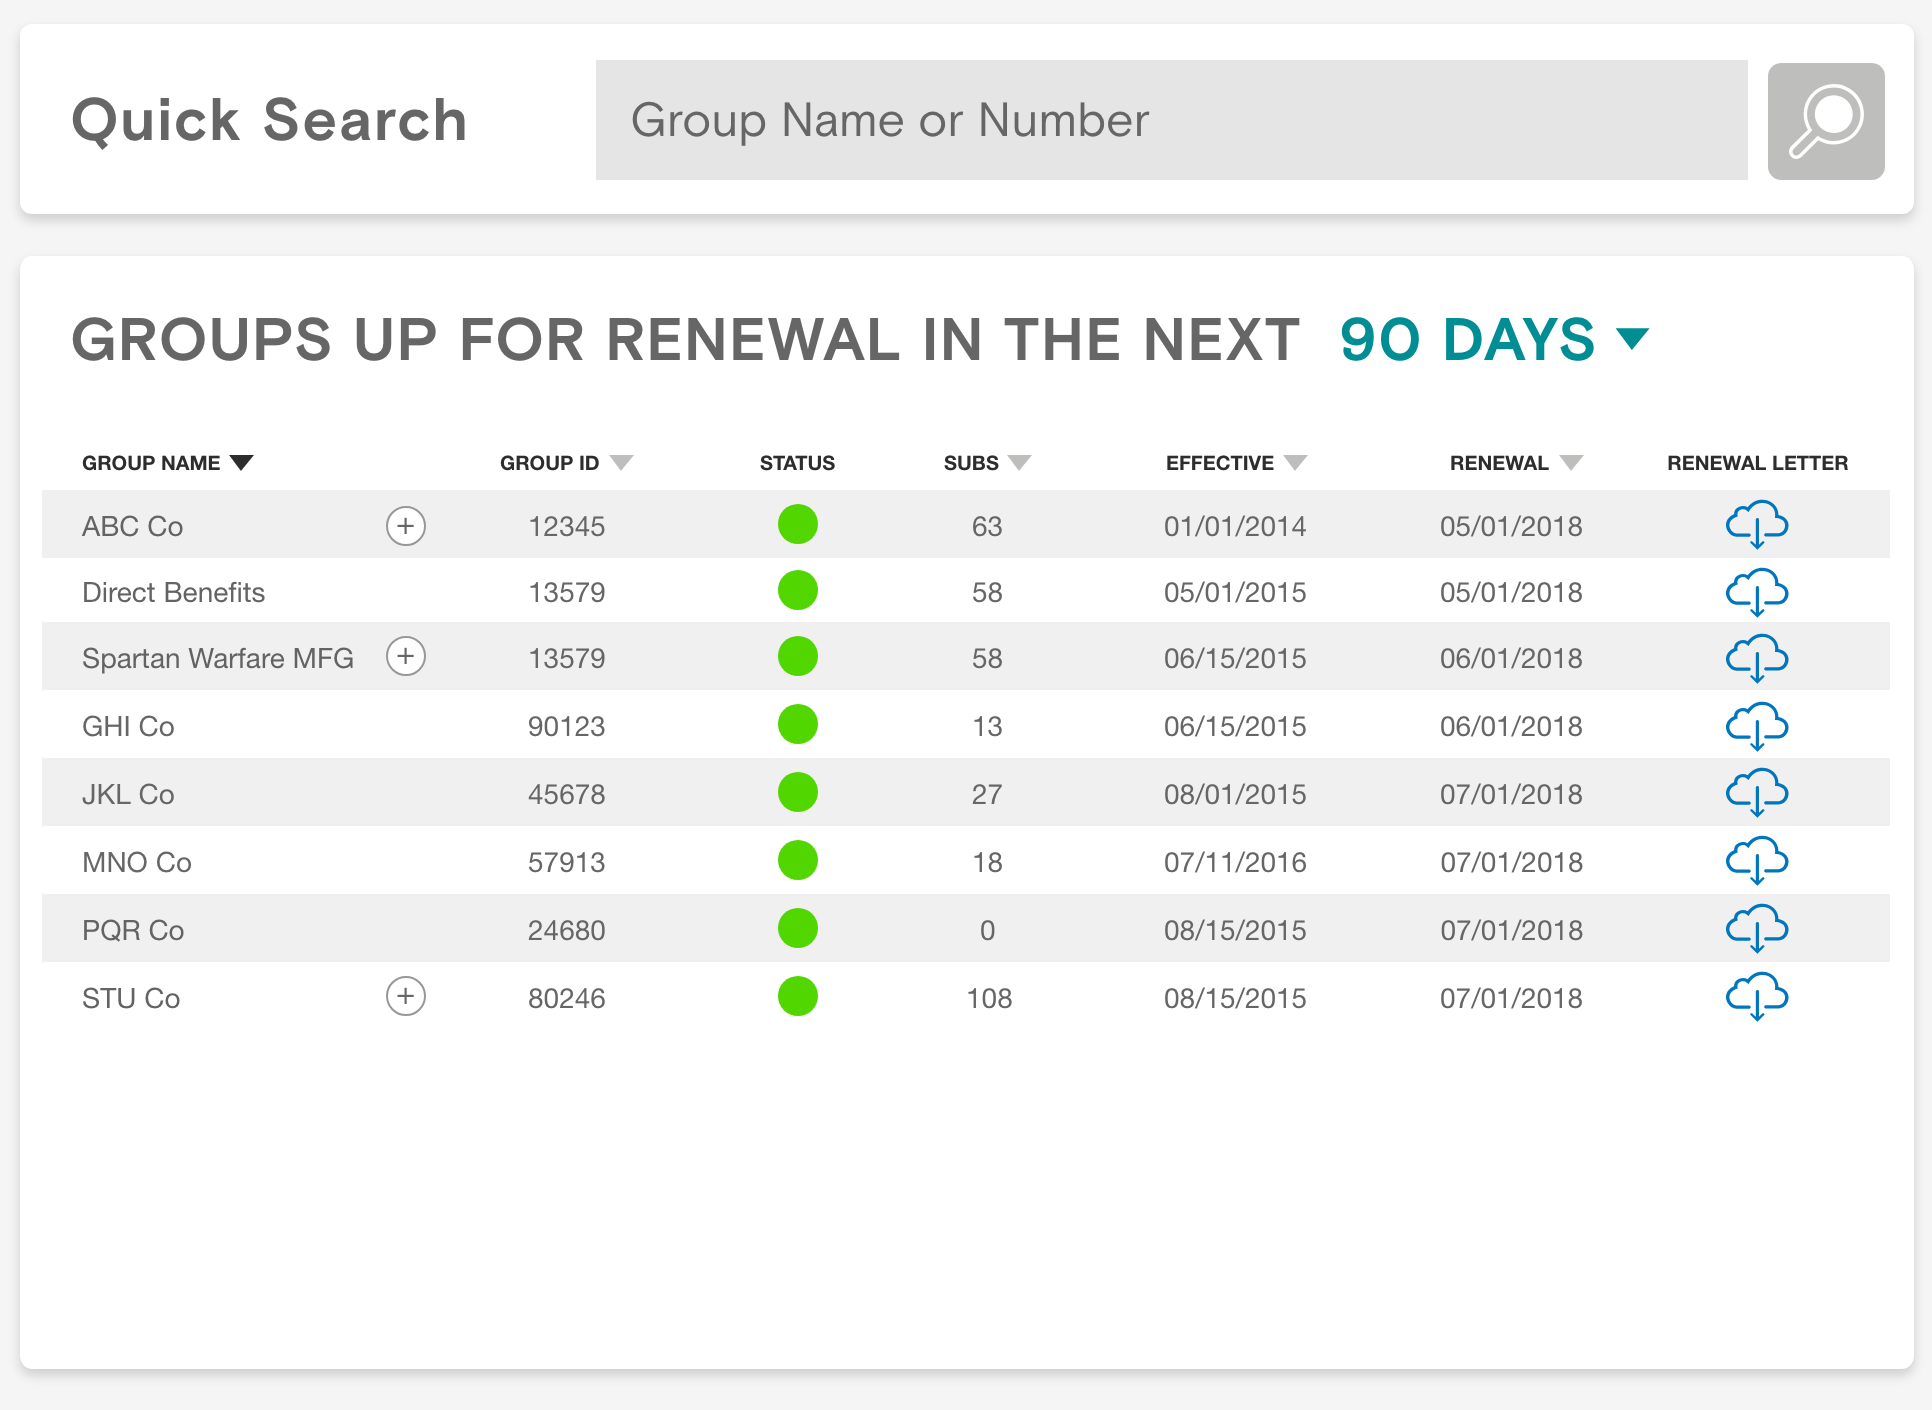 Quick Search
Group Name or Number
GROUPS UP FOR RENEWAL IN THE NEXT 90 DAYS
GROUP NAME GROUP ID STATUS SUBS EFFECTIVE RENEWAL RENEWAL LETTER
ABC Co + 12345 63 01/01/2014 05/01/2018
Direct Benefits 13579 58 05/01/2015 05/01/2018
Spartan Warfare MFG + 13579 58 06/15/2015 06/01/2018
GHI Co 90123 13 06/15/2015 06/01/2018
JKL Co 45678 27 08/01/2015 07/01/2018
MNO Co 57913 18 07/11/2016 07/01/2018
PQR Co 24680 0 08/15/2015 07/01/2018
STU Co + 80246 108 08/15/2015 07/01/2018